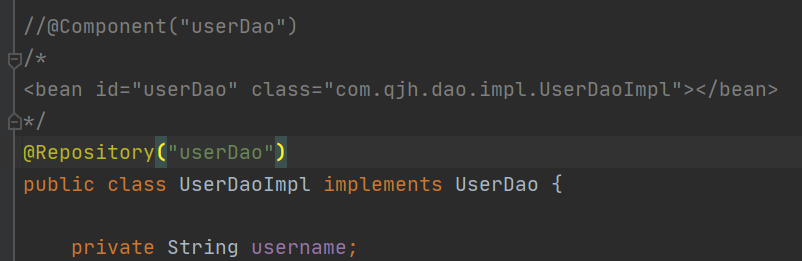 //@Component("userDao")
/*
<bean id="userDao" class="com.qjh.dao.impl.UserDaoImpl"></bean>
*/
@Repository("userDao")
public class UserDaoImpl implements UserDao {
private String username;